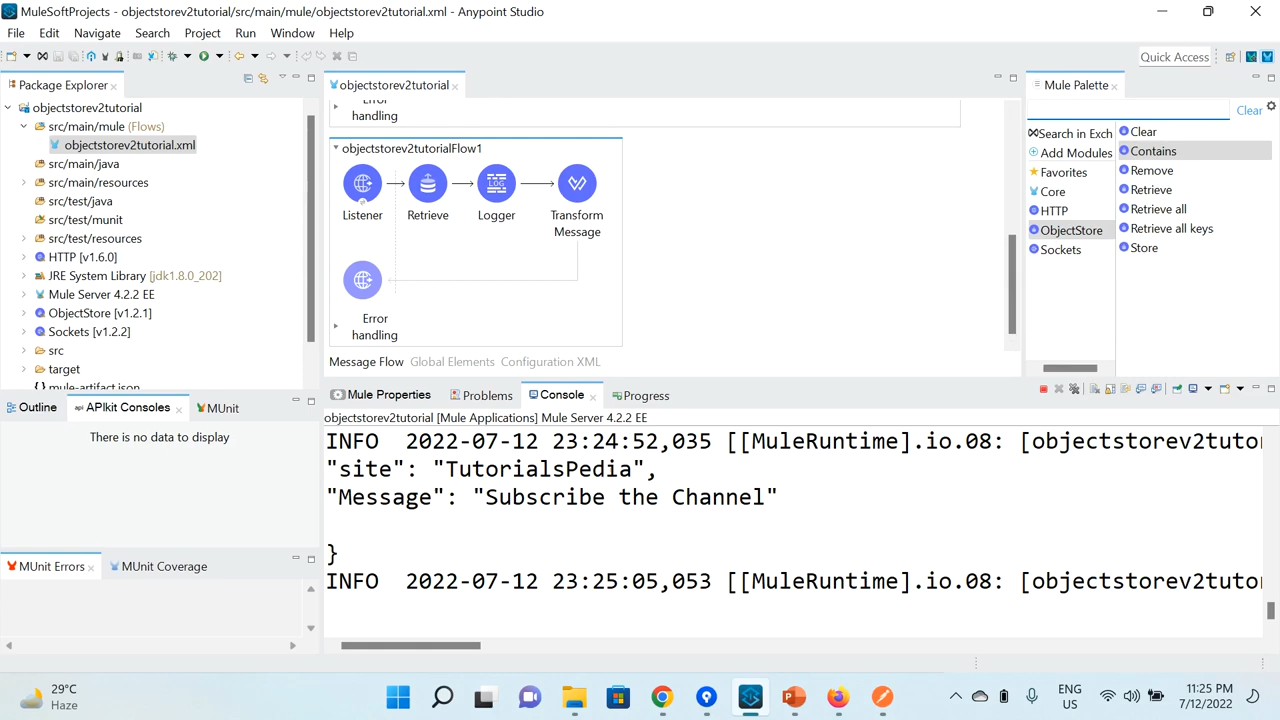 MuleSoftProjects - objectstorev2tutorial/src/main/mule/objectstorev2tutorial.xml - Anypoint Studio
File Edit Navigate Search Project Run Window Help
Quick Access
Package Explorer
objectstorev2tutorial
src/main/mule (Flows)
objectstorev2tutorial.xml
src/main/java
src/main/resources
src/test/java
src/test/munit
src/test/resources
HTTP [v1.6.0]
JRE System Library [jdk1.8.0_202]
Mule Server 4.2.2 EE
ObjectStore [v1.2.1]
Sockets [v1.2.2]
src
target
mule-artifact.json
objectstorev2tutorial
Error
handling
objectstorev2tutorialFlow1
LOG
Listener Retrieve Logger Transform
Message
Error
handling
Message Flow Global Elements Configuration XML
Mule Palette
Clear
Search in Exch
Add Modules
Favorites
Core
HTTP
ObjectStore
Sockets
Clear
Contains
Remove
Retrieve
Retrieve all
Retrieve all keys
Store
Outline
api APIkit Consoles
MUnit
There is no data to display
MUnit Errors
MUnit Coverage
Mule Properties Problems Console Progress
objectstorev2tutorial [Mule Applications] Mule Server 4.2.2 EE
INFO 2022-07-12 23:24:52,035 [[MuleRuntime].io.08: [objectstorev2tutor
"site": "TutorialsPedia",
"Message": "Subscribe the Channel"
}
INFO 2022-07-12 23:25:05,053 [[MuleRuntime].io.08: [objectstorev2tutor
29°C
Haze
ENG
US
11:25 PM
7/12/2022